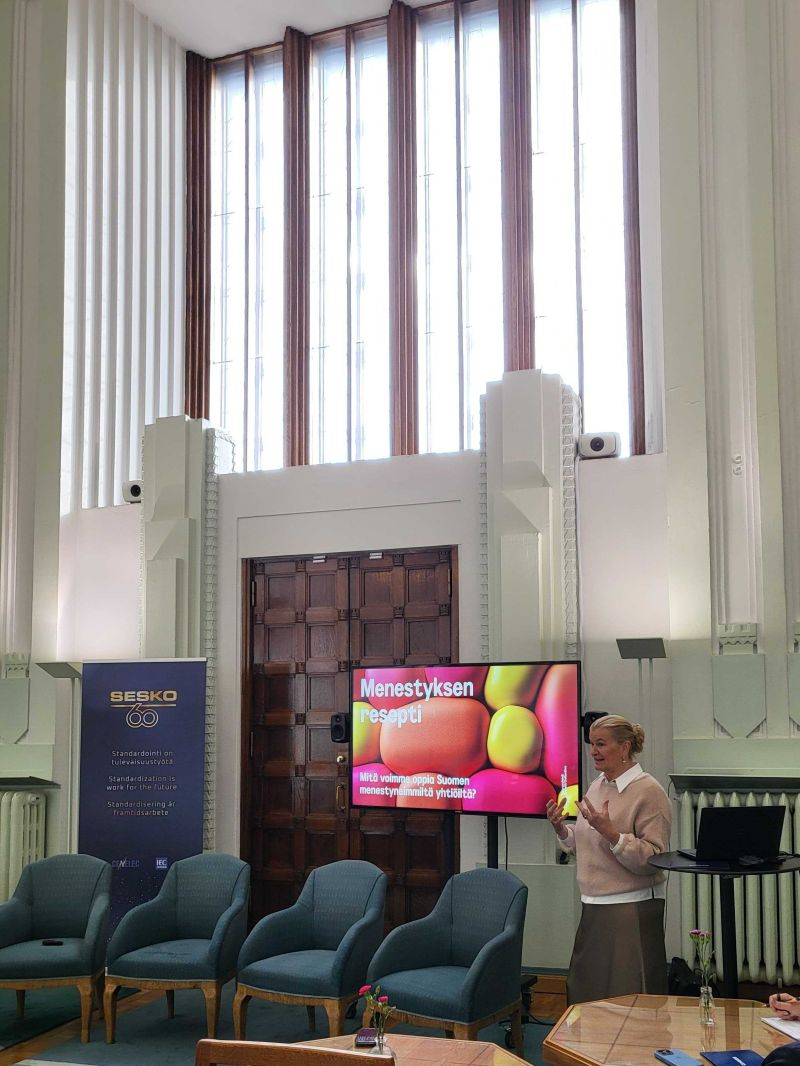 SESKO
60
Standardointi on
tulevaisuustyötä
Standardization is
work for the future
Standardisering är
framtidsarbete
CENELEC
IEC
Menestyksen
resepti
Mitä voimme oppia Suomen
menestyneimmiltä yhtiöiltä?